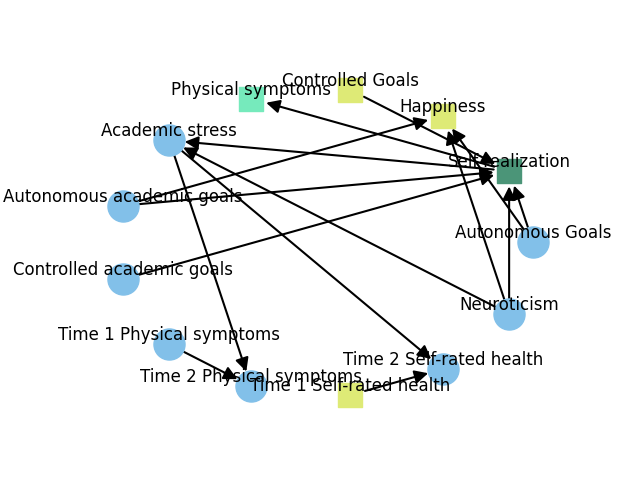 Controlled Goals
Physical symptoms
Happiness
Academic stress
Self-realization
Autonomous academic goals
Autonomous Goals
Controlled academic goals
Neuroticism
Time 1 Physical symptoms
Time 2 Self-rated health
Time 2 Physical symptoms
Time 1 Self-rated health